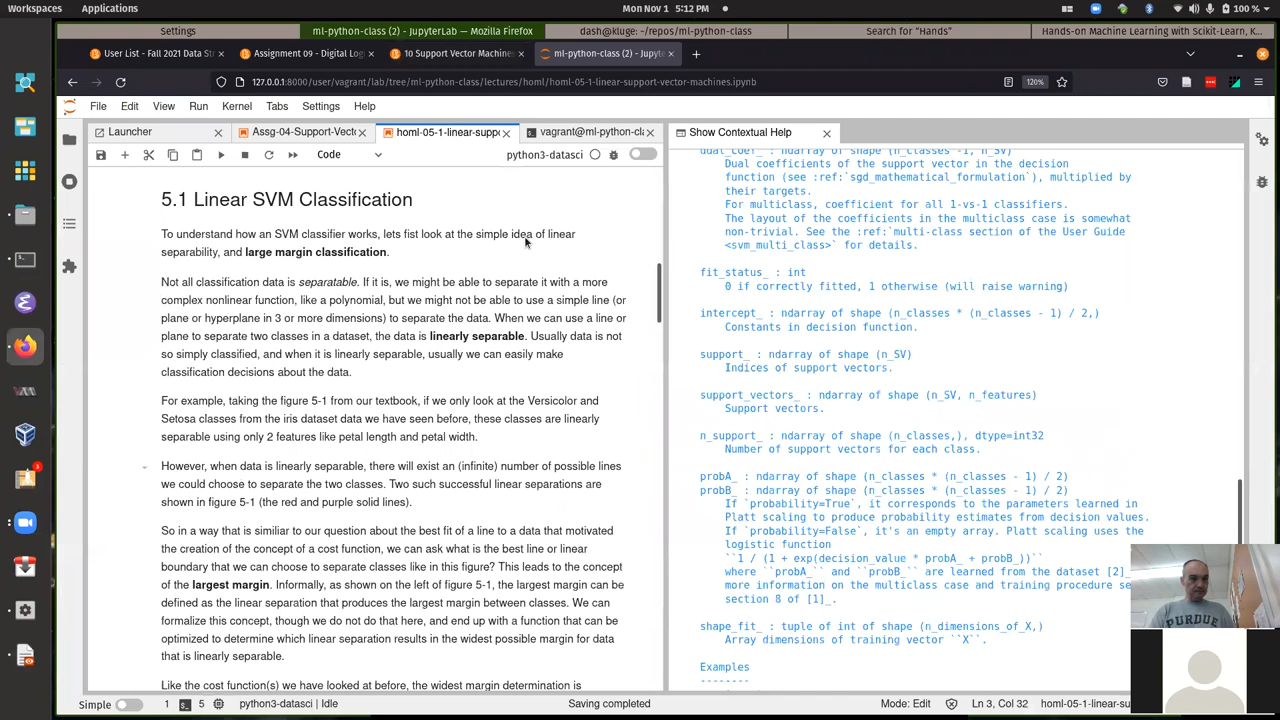 Workspaces Applications Mon Nov 1 5:12 PM 100 %
Settings ml-python-class (2) - JupyterLab — Mozilla Firefox dash@kluge: ~/repos/ml-python-class Search for "Hands" Hands-on Machine Learning with Scikit-Learn, K...
User List - Fall 2021 Data St Assignment 09 - Digital Log 10 Support Vector Machines ml-python-class (2) - Jupyte
127.0.0.1:8000/user/vagrant/lab/tree/ml-python-class/lectures/homl/homl-05-1-linear-support-vector-machines.ipynb 120%
File Edit View Run Kernel Tabs Settings Help
Launcher Assg-04-Support-Vecto homl-05-1-linear-suppo vagrant@ml-python-cl Show Contextual Help
Code python3-datasci
5.1 Linear SVM Classification
To understand how an SVM classifier works, lets fist look at the simple idea of linear
separability, and large margin classification.
Not all classification data is separatable. If it is, we might be able to separate it with a more
complex nonlinear function, like a polynomial, but we might not be able to use a simple line (or
plane or hyperplane in 3 or more dimensions) to separate the data. When we can use a line or
plane to separate two classes in a dataset, the data is linearly separable. Usually data is not
so simply classified, and when it is linearly separable, usually we can easily make
classification decisions about the data.
For example, taking the figure 5-1 from our textbook, if we only look at the Versicolor and
Setosa classes from the iris dataset data we have seen before, these classes are linearly
separable using only 2 features like petal length and petal width.
However, when data is linearly separable, there will exist an (infinite) number of possible lines
we could choose to separate the two classes. Two such successful linear separations are
shown in figure 5-1 (the red and purple solid lines).
So in a way that is similar to our question about the best fit of a line to a data that motivated
the creation of the concept of a cost function, we can ask what is the best line or linear
boundary that we can choose to separate classes like in this figure? This leads to the concept
of the largest margin. Informally, as shown on the left of figure 5-1, the largest margin can be
defined as the linear separation that produces the largest margin between classes. We can
formalize this concept, though we do not do that here, and end up with a function that can be
optimized to determine which linear separation results in the widest possible margin for data
that is linearly separable.
Like the cost function(s) we have looked at before, the widest margin determination is
dual_coef_ : ndarray of shape (n_classes -1, n_SV)
Dual coefficients of the support vector in the decision
function (see :ref:`sgd_mathematical_formulation`), multiplied by
their targets.
For multiclass, coefficient for all 1-vs-1 classifiers.
The layout of the coefficients in the multiclass case is somewhat
non-trivial. See the :ref:`multi-class section of the User Guide
<svm_multi_class>` for details.
fit_status_ : int
0 if correctly fitted, 1 otherwise (will raise warning)
intercept_ : ndarray of shape (n_classes * (n_classes - 1) / 2,)
Constants in decision function.
support_ : ndarray of shape (n_SV)
Indices of support vectors.
support_vectors_ : ndarray of shape (n_SV, n_features)
Support vectors.
n_support_ : ndarray of shape (n_classes,), dtype=int32
Number of support vectors for each class.
probA_ : ndarray of shape (n_classes * (n_classes - 1) / 2)
probB_ : ndarray of shape (n_classes * (n_classes - 1) / 2)
If `probability=True`, it corresponds to the parameters learned in
Platt scaling to produce probability estimates from decision values.
If `probability=False`, it's an empty array. Platt scaling uses the
logistic function
``1 / (1 + exp(decision_value * probA_ + probB_))``
where ``probA_`` and ``probB_`` are learned from the dataset [2]_
more information on the multiclass case and training procedure se
section 8 of [1]_.
shape_fit_ : tuple of int of shape (n_dimensions_of_X,)
Array dimensions of training vector ``X``.
Examples
--------
PURDUE
Simple 1 5 python3-datasci | Idle Saving completed Mode: Edit Ln 3, Col 32 homl-05-1-linear-su